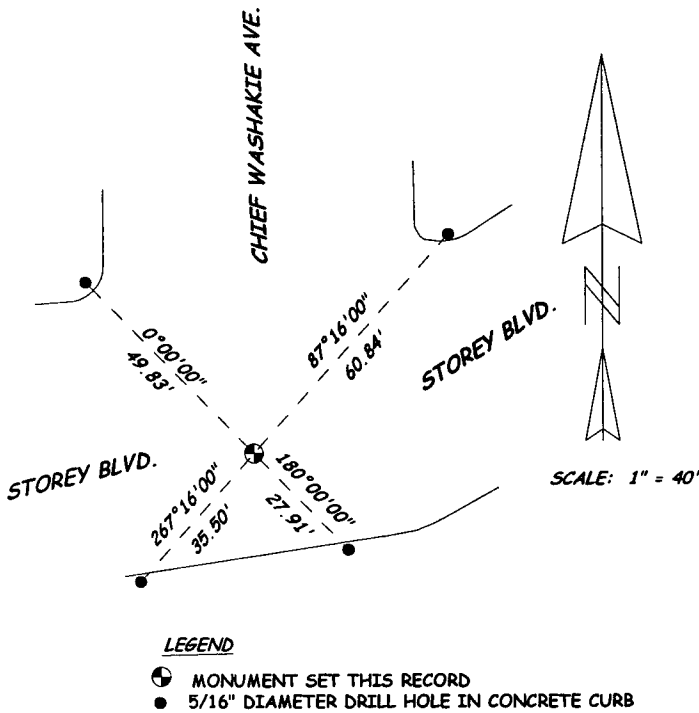 CHIEF WASHAKIE AVE.
0°00'00"
49.83'
87°16'00"
60.84'
STOREY BLVD.
N
STOREY BLVD.
267°16'00"
35.50'
180°00'00"
27.91'
SCALE: 1" = 40'
LEGEND
MONUMENT SET THIS RECORD
5/16" DIAMETER DRILL HOLE IN CONCRETE CURB